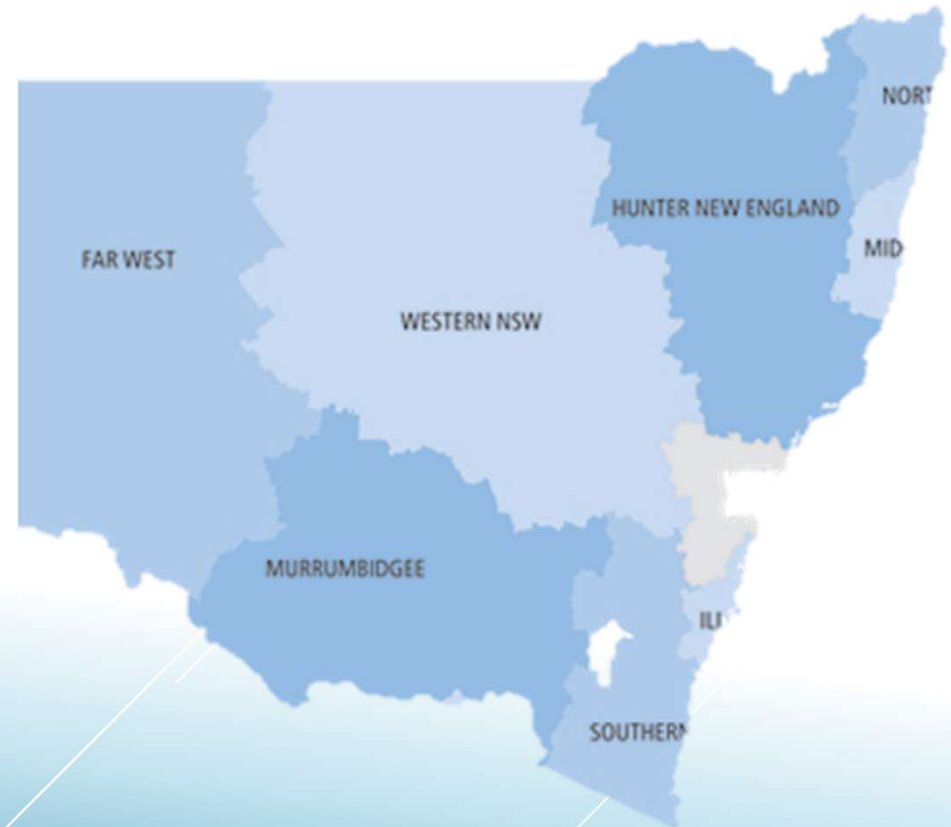 NORT
HUNTER NEW ENGLAND
MID
FAR WEST
WESTERN NSW
MURRUMBIDGEE
ILI
SOUTHERN